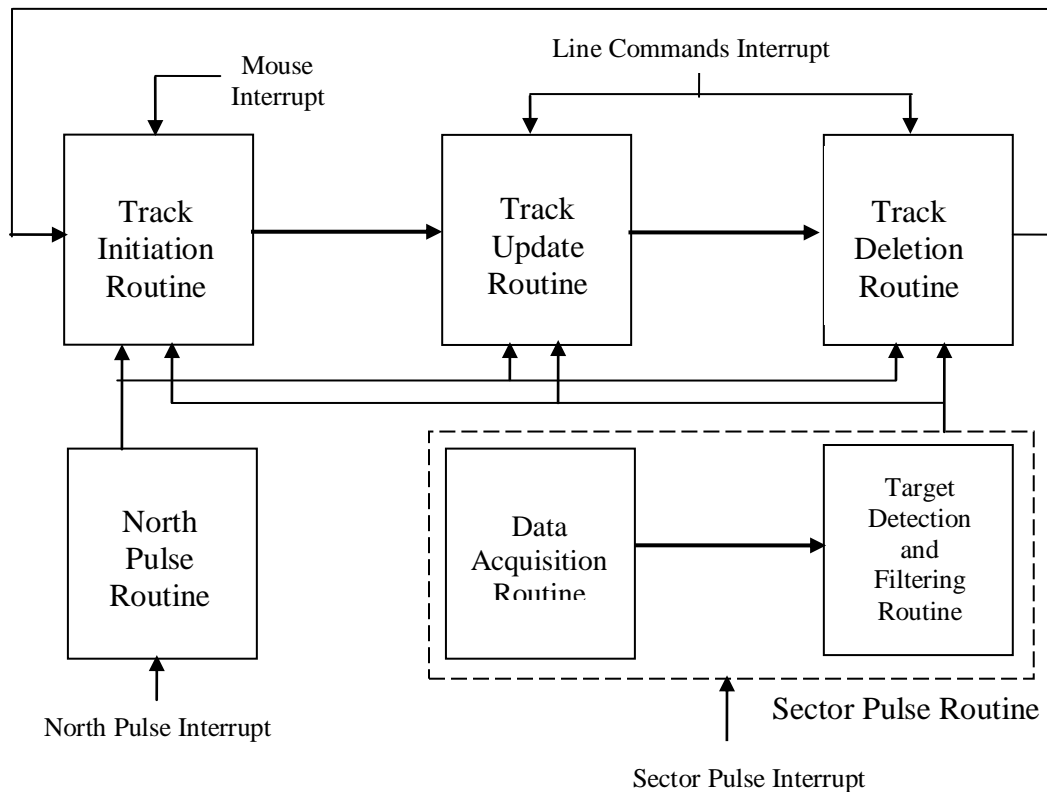 Line Commands Interrupt
Mouse
Interrupt
Track
Initiation
Routine
Track
Update
Routine
Track
Deletion
Routine
North
Pulse
Routine
Data
Acquisition
Routine
Target
Detection
and
Filtering
Routine
Sector Pulse Routine
North Pulse Interrupt
Sector Pulse Interrupt